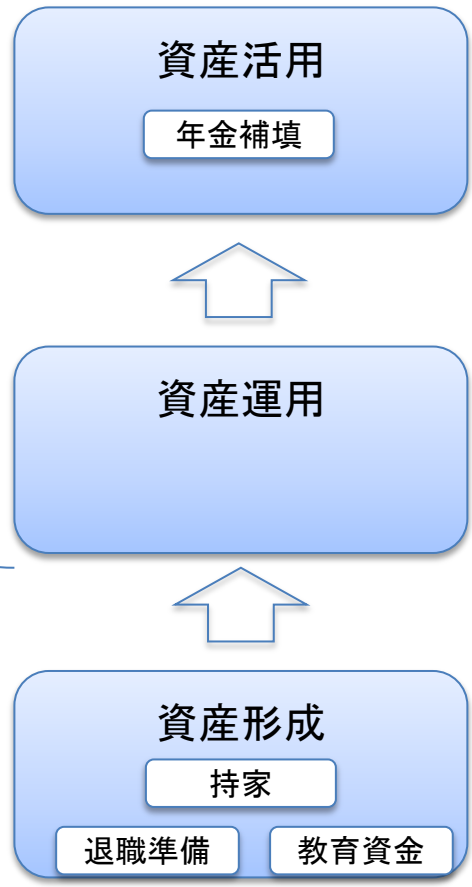 資産活用
年金補填
資産運用
資産形成
持家
退職準備 教育資金